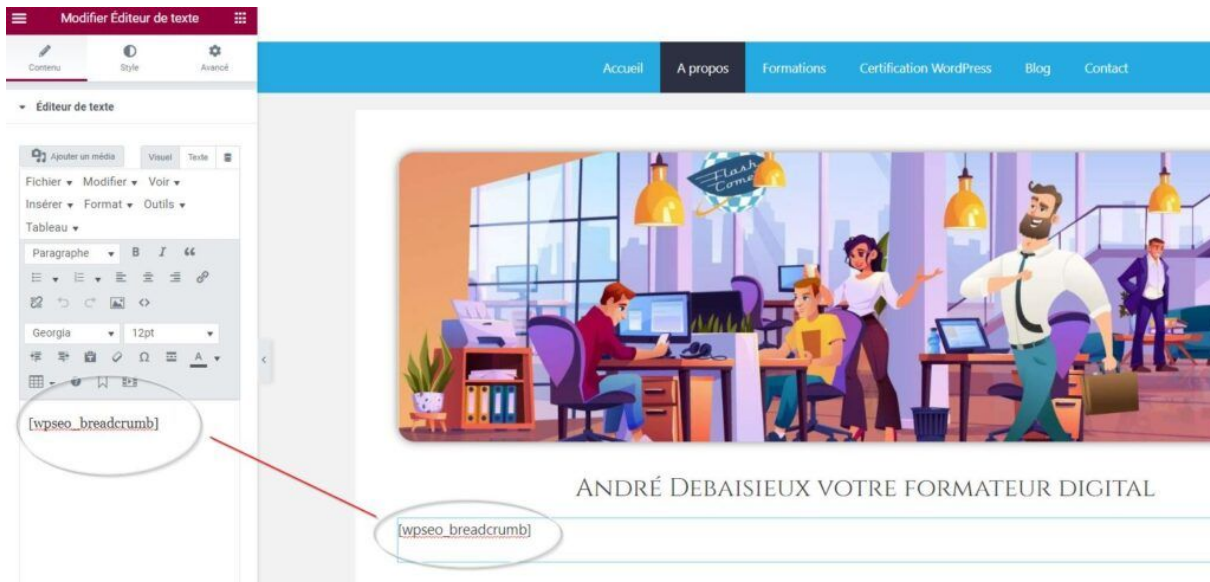 Modifier Éditeur de texte
Contenu Style Avancé
Éditeur de texte
Ajouter un média Visuel Texte
Fichier Modifier Voir
Insérer Format Outils
Tableau
Paragraphe B I
Georgia 12pt
Ω A
[wpseo_breadcrumb]
Accueil A propos Formations Certification WordPress Blog Contact
Flash
Come
André Debaisieux votre formateur digital
[wpseo_breadcrumb]